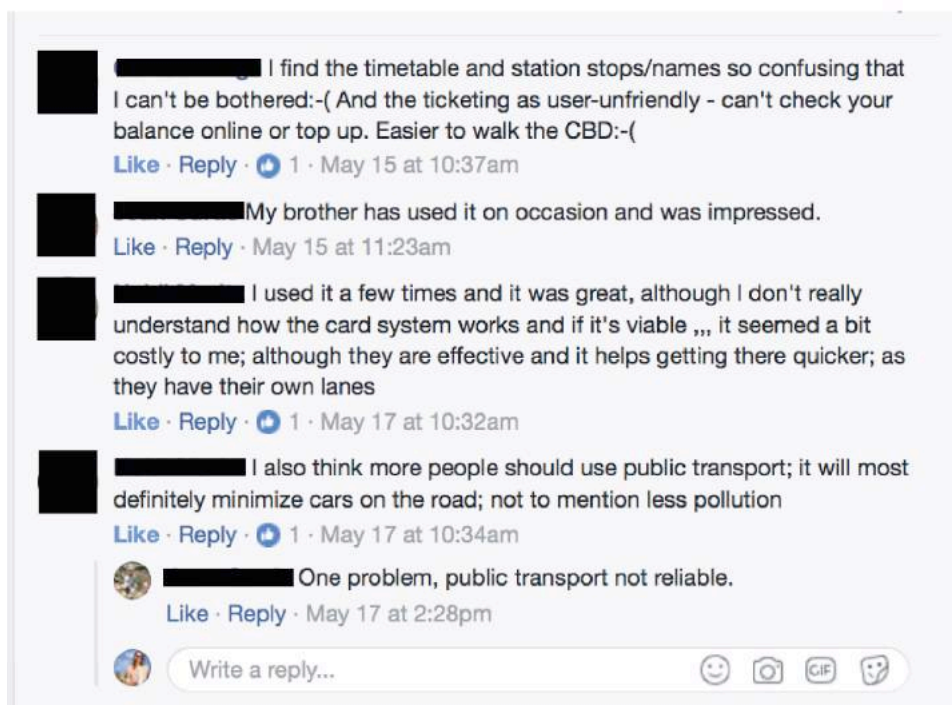 I find the timetable and station stops/names so confusing that
I can't be bothered:-( And the ticketing as user-unfriendly - can't check your
balance online or top up. Easier to walk the CBD:-(
Like · Reply · 1 · May 15 at 10:37am
My brother has used it on occasion and was impressed.
Like · Reply · May 15 at 11:23am
I used it a few times and it was great, although I don't really
understand how the card system works and if it's viable ,,, it seemed a bit
costly to me; although they are effective and it helps getting there quicker; as
they have their own lanes
Like · Reply · 1 · May 17 at 10:32am
I also think more people should use public transport; it will most
definitely minimize cars on the road; not to mention less pollution
Like · Reply · 1 · May 17 at 10:34am
One problem, public transport not reliable.
Like · Reply · May 17 at 2:28pm
Write a reply... GIF